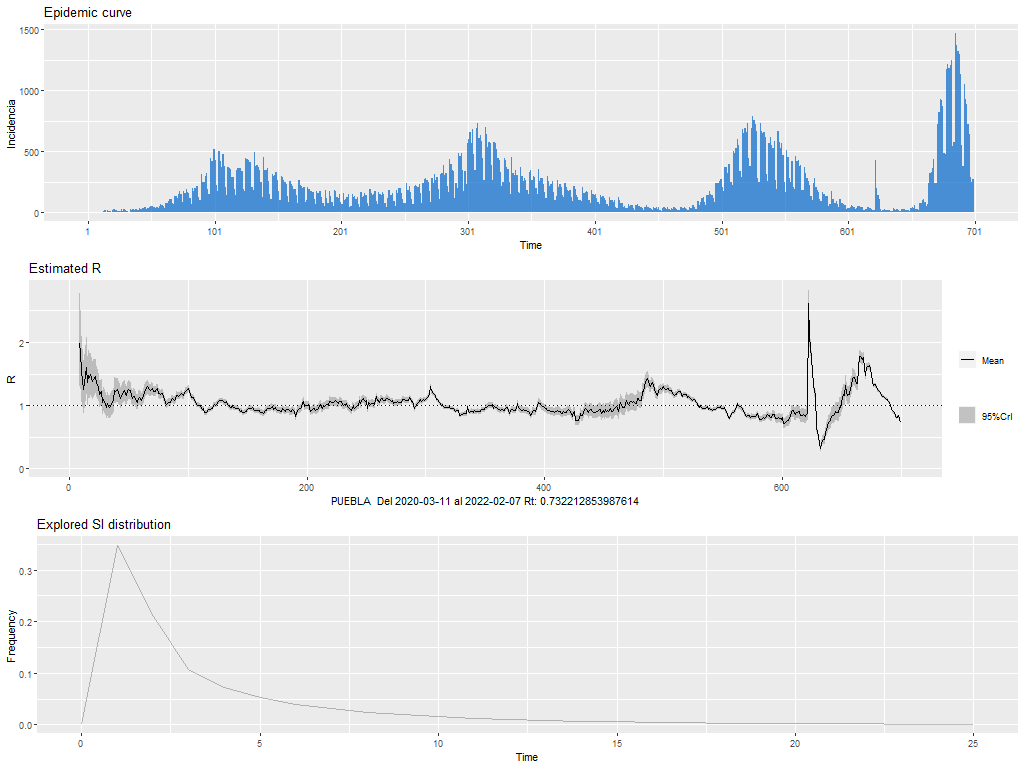 Epidemic curve
1500
1000
500
0
Incidencia
1 101 201 301 401 501 601 701
Time
Estimated R
2
1
0
R
Mean
95%CrI
0 200 400 600
PUEBLA Del 2020-03-11 al 2022-02-07 Rt: 0.732212853987614
Explored SI distribution
0.3
0.2
0.1
0.0
Frequency
0 5 10 15 20 25
Time